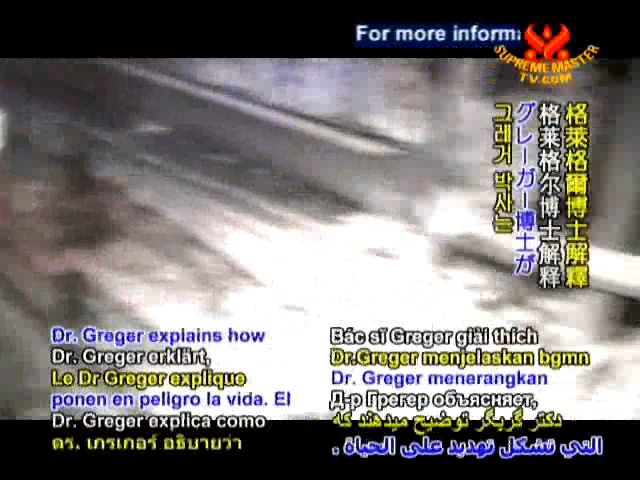 For more informa
SUPREME MASTER
TV.COM
格萊格爾博士解釋
格莱格尔博士解释
グレーガー博士が
그레거 박사는
Dr. Greger explains how
Dr. Greger erklärt,
Le Dr Greger explique
ponen en peligro la vida. El
Dr. Greger explica como
ดร. เกรเกอร์ อธิบายว่า
Bác sĩ Greger giải thích
Dr.Greger menjelaskan bgmn
Dr. Greger menerangkan
Д-р Грегер объясняет,
دکتر گریگر توضیح میدهند که
التي تشكل تهديد على الحياة .